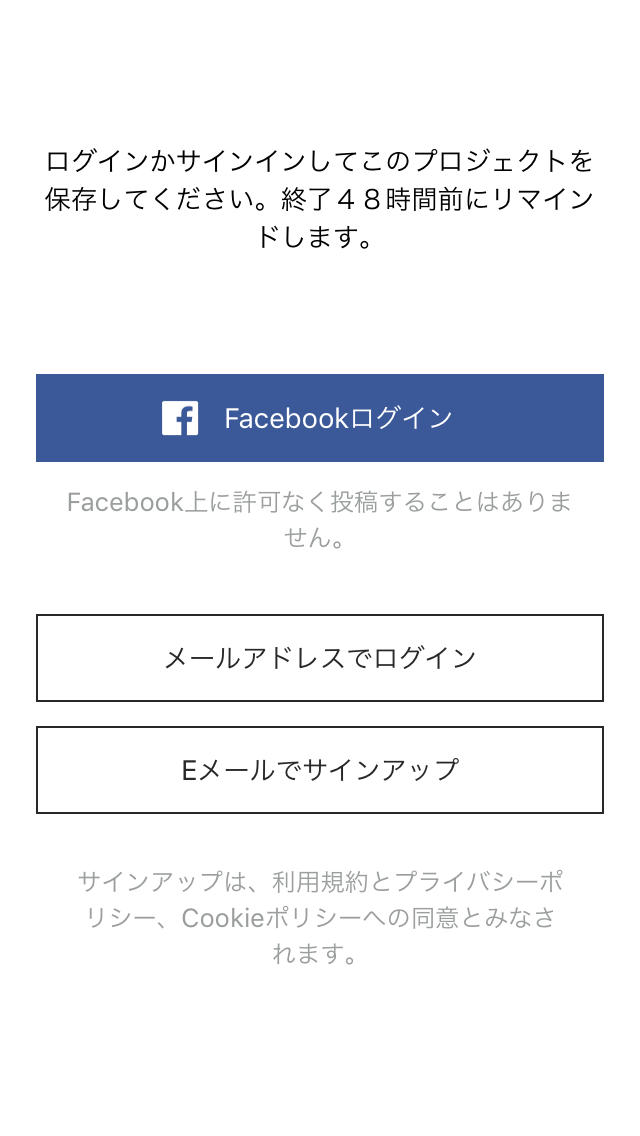 ログインかサインインしてこのプロジェクトを
保存してください。終了４８時間前にリマイン
ドします。
Facebookログイン
Facebook上に許可なく投稿することはありま
せん。
メールアドレスでログイン
Eメールでサインアップ
サインアップは、利用規約とプライバシーポ
リシー、Cookieポリシーへの同意とみなさ
れます。